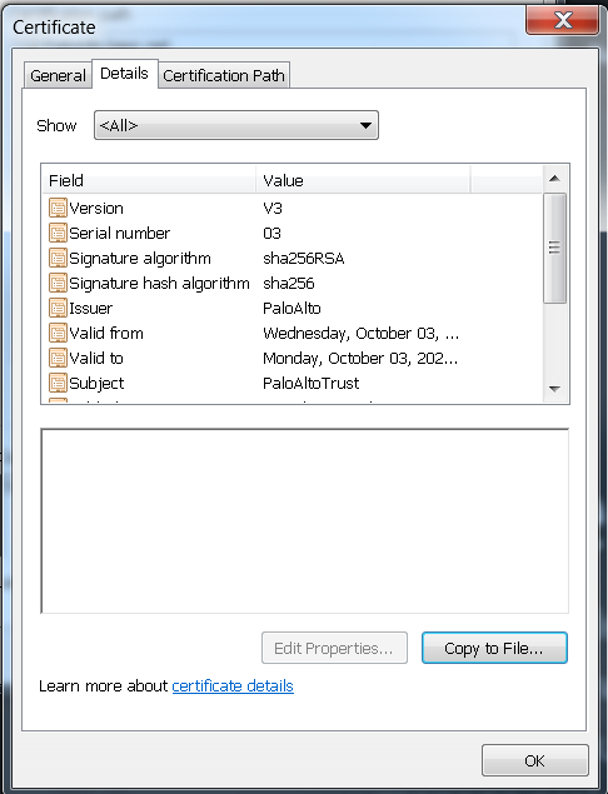 Certificate
General Details Certification Path
Show <All>
Field Value
Version V3
Serial number 03
Signature algorithm sha256RSA
Signature hash algorithm sha256
Issuer PaloAlto
Valid from Wednesday, October 03, ...
Valid to Monday, October 03, 202...
Subject PaloAltoTrust
Edit Properties... Copy to File...
Learn more about certificate details
OK